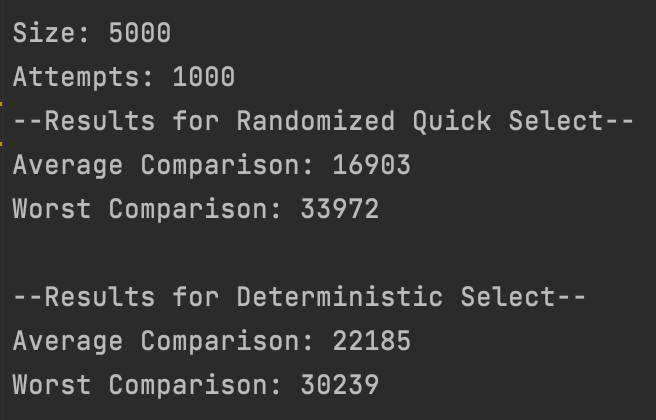 Size: 5000
Attempts: 1000
--Results for Randomized Quick Select--
Average Comparison: 16903
Worst Comparison: 33972
--Results for Deterministic Select--
Average Comparison: 22185
Worst Comparison: 30239